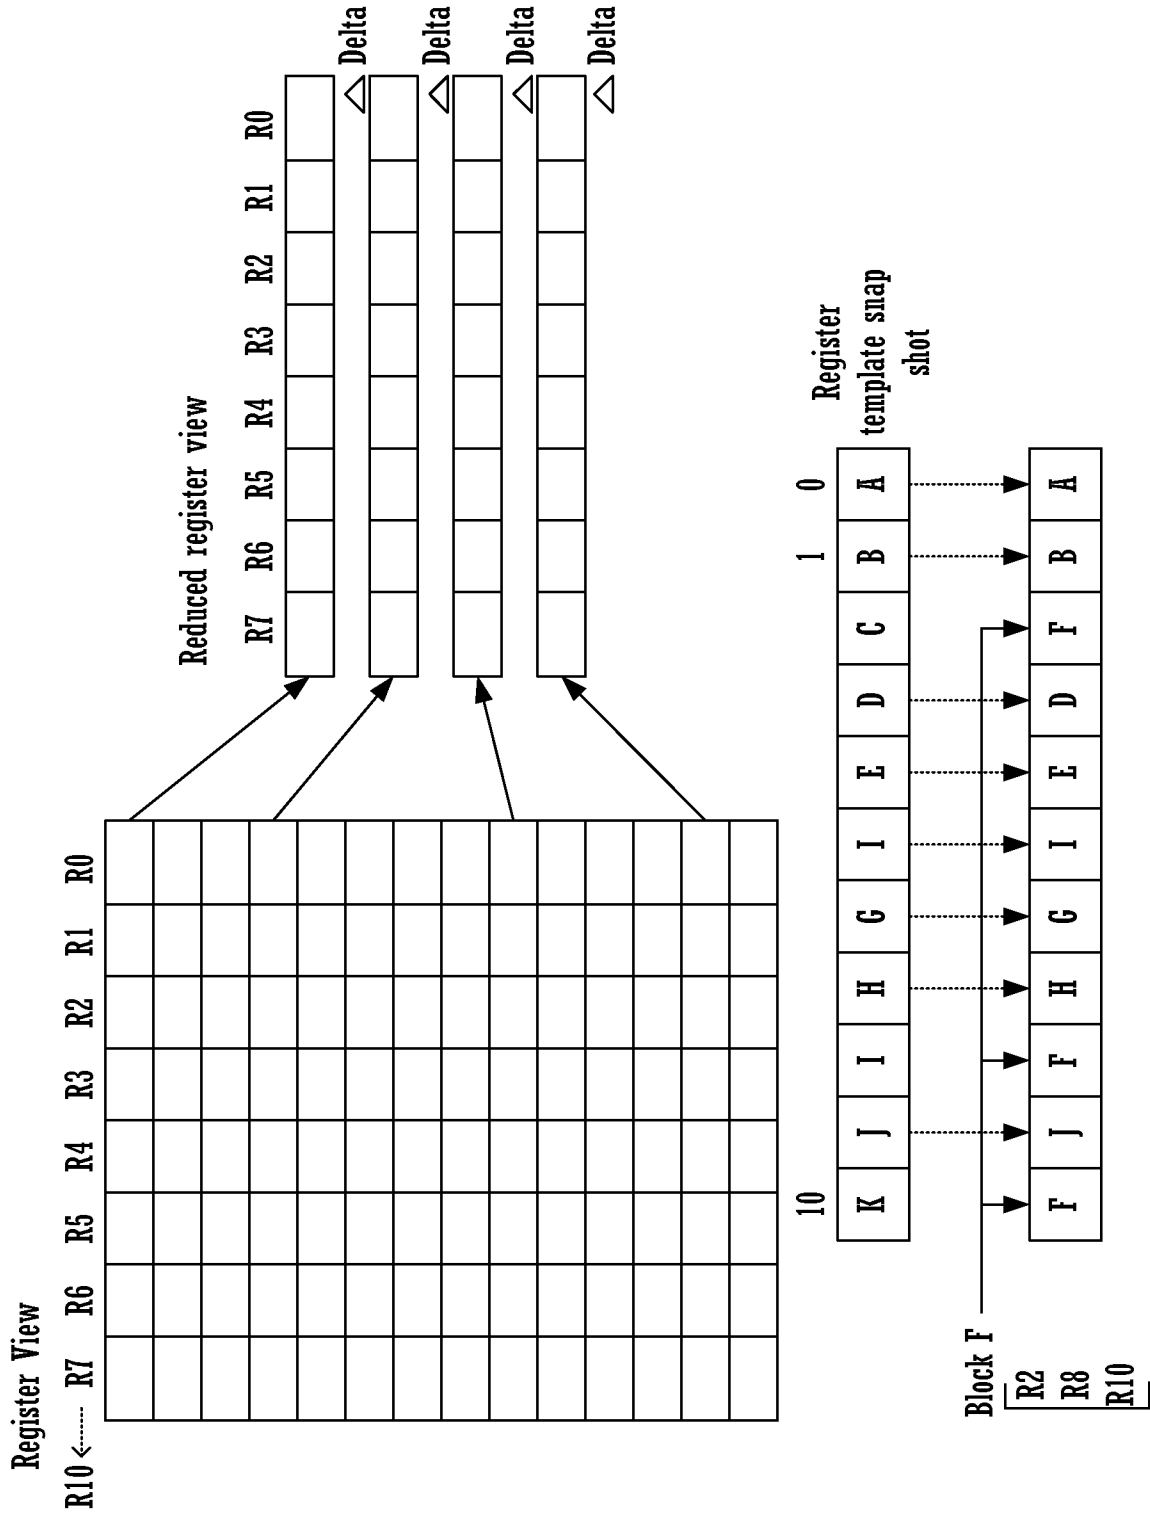 Register View
R10 R7 R6 R5 R4 R3 R2 R1 R0
Reduced register view
R7 R6 R5 R4 R3 R2 R1 R0
Delta
Delta
Delta
Delta
10 1 0
K J I H G I E D C B A
Register
template snap
shot
Block F
R2
R8
R10
F J F H G I E D F B A